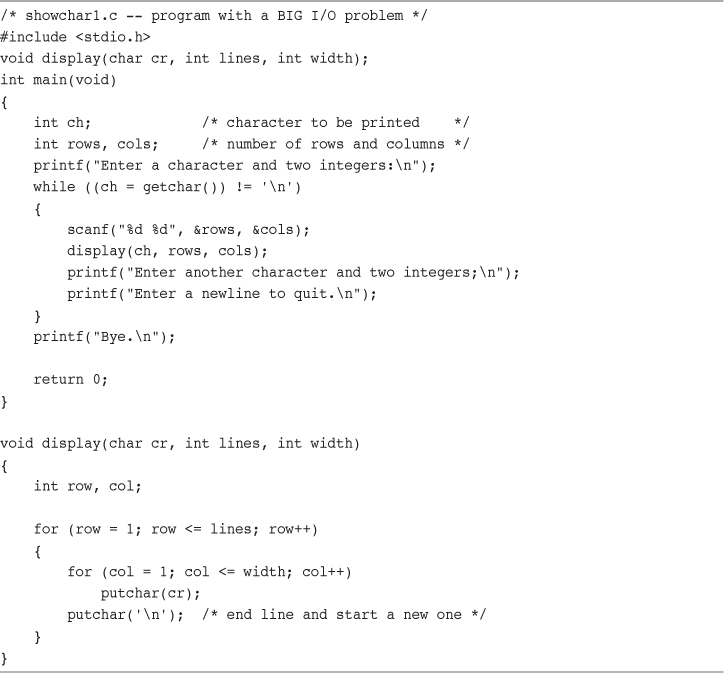 /* showchar1.c -- program with a BIG I/O problem */
#include <stdio.h>
void display(char cr, int lines, int width);
int main(void)
{
    int ch;             /* character to be printed    */
    int rows, cols;     /* number of rows and columns */
    printf("Enter a character and two integers:\n");
    while ((ch = getchar()) != '\n')
    {
        scanf("%d %d", &rows, &cols);
        display(ch, rows, cols);
        printf("Enter another character and two integers;\n");
        printf("Enter a newline to quit.\n");
    }
    printf("Bye.\n");

    return 0;
}

void display(char cr, int lines, int width)
{
    int row, col;

    for (row = 1; row <= lines; row++)
    {
        for (col = 1; col <= width; col++)
            putchar(cr);
        putchar('\n');  /* end line and start a new one */
    }
}